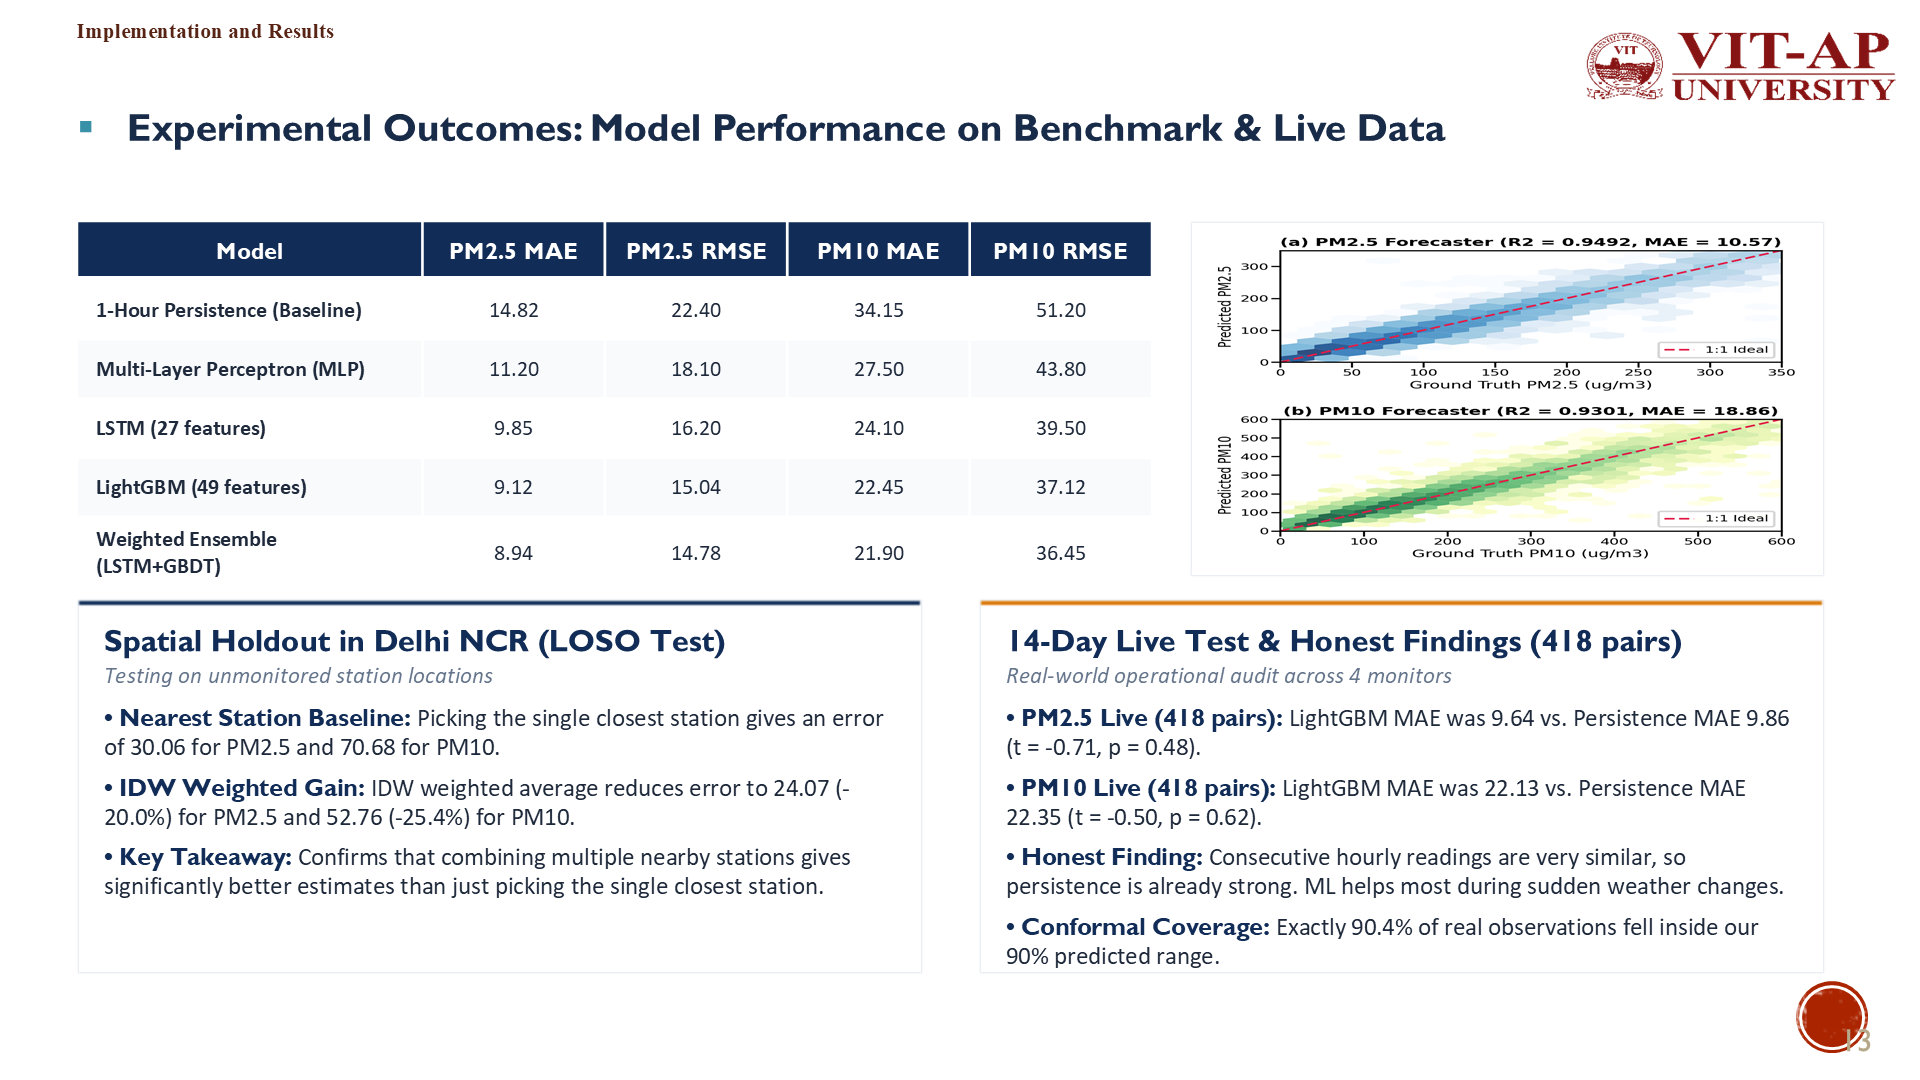 Implementation and Results
VIT
VIT-AP
UNIVERSITY
▪ Experimental Outcomes: Model Performance on Benchmark & Live Data
Model PM2.5 MAE PM2.5 RMSE PM10 MAE PM10 RMSE
1-Hour Persistence (Baseline) 14.82 22.40 34.15 51.20
Multi-Layer Perceptron (MLP) 11.20 18.10 27.50 43.80
LSTM (27 features) 9.85 16.20 24.10 39.50
LightGBM (49 features) 9.12 15.04 22.45 37.12
Weighted Ensemble
(LSTM+GBDT) 8.94 14.78 21.90 36.45
(a) PM2.5 Forecaster (R2 = 0.9492, MAE = 10.57)
Predicted PM2.5
300
200
100
0
1:1 Ideal
0 50 100 150 200 250 300 350
Ground Truth PM2.5 (ug/m3)
(b) PM10 Forecaster (R2 = 0.9301, MAE = 18.86)
Predicted PM10
600
500
400
300
200
100
0
1:1 Ideal
0 100 200 300 400 500 600
Ground Truth PM10 (ug/m3)
Spatial Holdout in Delhi NCR (LOSO Test)
Testing on unmonitored station locations
• Nearest Station Baseline: Picking the single closest station gives an error
of 30.06 for PM2.5 and 70.68 for PM10.
• IDW Weighted Gain: IDW weighted average reduces error to 24.07 (-
20.0%) for PM2.5 and 52.76 (-25.4%) for PM10.
• Key Takeaway: Confirms that combining multiple nearby stations gives
significantly better estimates than just picking the single closest station.
14-Day Live Test & Honest Findings (418 pairs)
Real-world operational audit across 4 monitors
• PM2.5 Live (418 pairs): LightGBM MAE was 9.64 vs. Persistence MAE 9.86
(t = -0.71, p = 0.48).
• PM10 Live (418 pairs): LightGBM MAE was 22.13 vs. Persistence MAE
22.35 (t = -0.50, p = 0.62).
• Honest Finding: Consecutive hourly readings are very similar, so
persistence is already strong. ML helps most during sudden weather changes.
• Conformal Coverage: Exactly 90.4% of real observations fell inside our
90% predicted range.
13